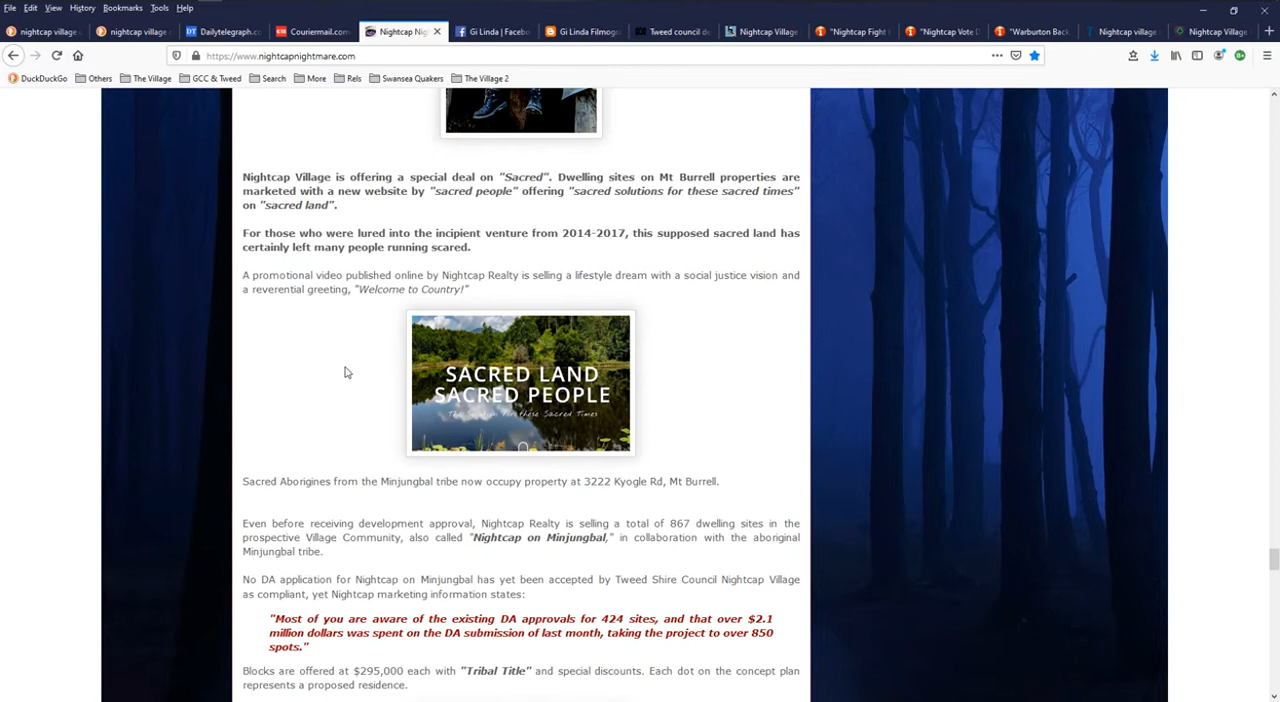 File Edit View History Bookmarks Tools Help
nightcap village
nightcap village
Dailytelegraph.co
Couriermail.com
Nightcap Nig
Gi Linda | Facebo
Gi Linda Filmogr
Tweed council de
Nightcap Village
"Nightcap Fight
"Nightcap Vote D
"Warburton Back
Nightcap village
Nightcap Village
https://www.nightcapnightmare.com
DuckDuckGo Others The Village GCC & Tweed Search More Rels Swansea Quakers The Village 2
Nightcap Village is offering a special deal on "Sacred". Dwelling sites on Mt Burrell properties are
marketed with a new website by "sacred people" offering "sacred solutions for these sacred times"
on "sacred land".
For those who were lured into the incipient venture from 2014-2017, this supposed sacred land has
certainly left many people running scared.
A promotional video published online by Nightcap Realty is selling a lifestyle dream with a social justice vision and
a reverential greeting, "Welcome to Country!"
SACRED LAND
SACRED PEOPLE
The Solution For these Sacred Times
Sacred Aborigines from the Minjungbal tribe now occupy property at 3222 Kyogle Rd, Mt Burrell.
Even before receiving development approval, Nightcap Realty is selling a total of 867 dwelling sites in the
prospective Village Community, also called "Nightcap on Minjungbal," in collaboration with the aboriginal
Minjungbal tribe.
No DA application for Nightcap on Minjungbal has yet been accepted by Tweed Shire Council Nightcap Village
as compliant, yet Nightcap marketing information states:
"Most of you are aware of the existing DA approvals for 424 sites, and that over $2.1
million dollars was spent on the DA submission of last month, taking the project to over 850
spots."
Blocks are offered at $295,000 each with "Tribal Title" and special discounts. Each dot on the concept plan
represents a proposed residence.